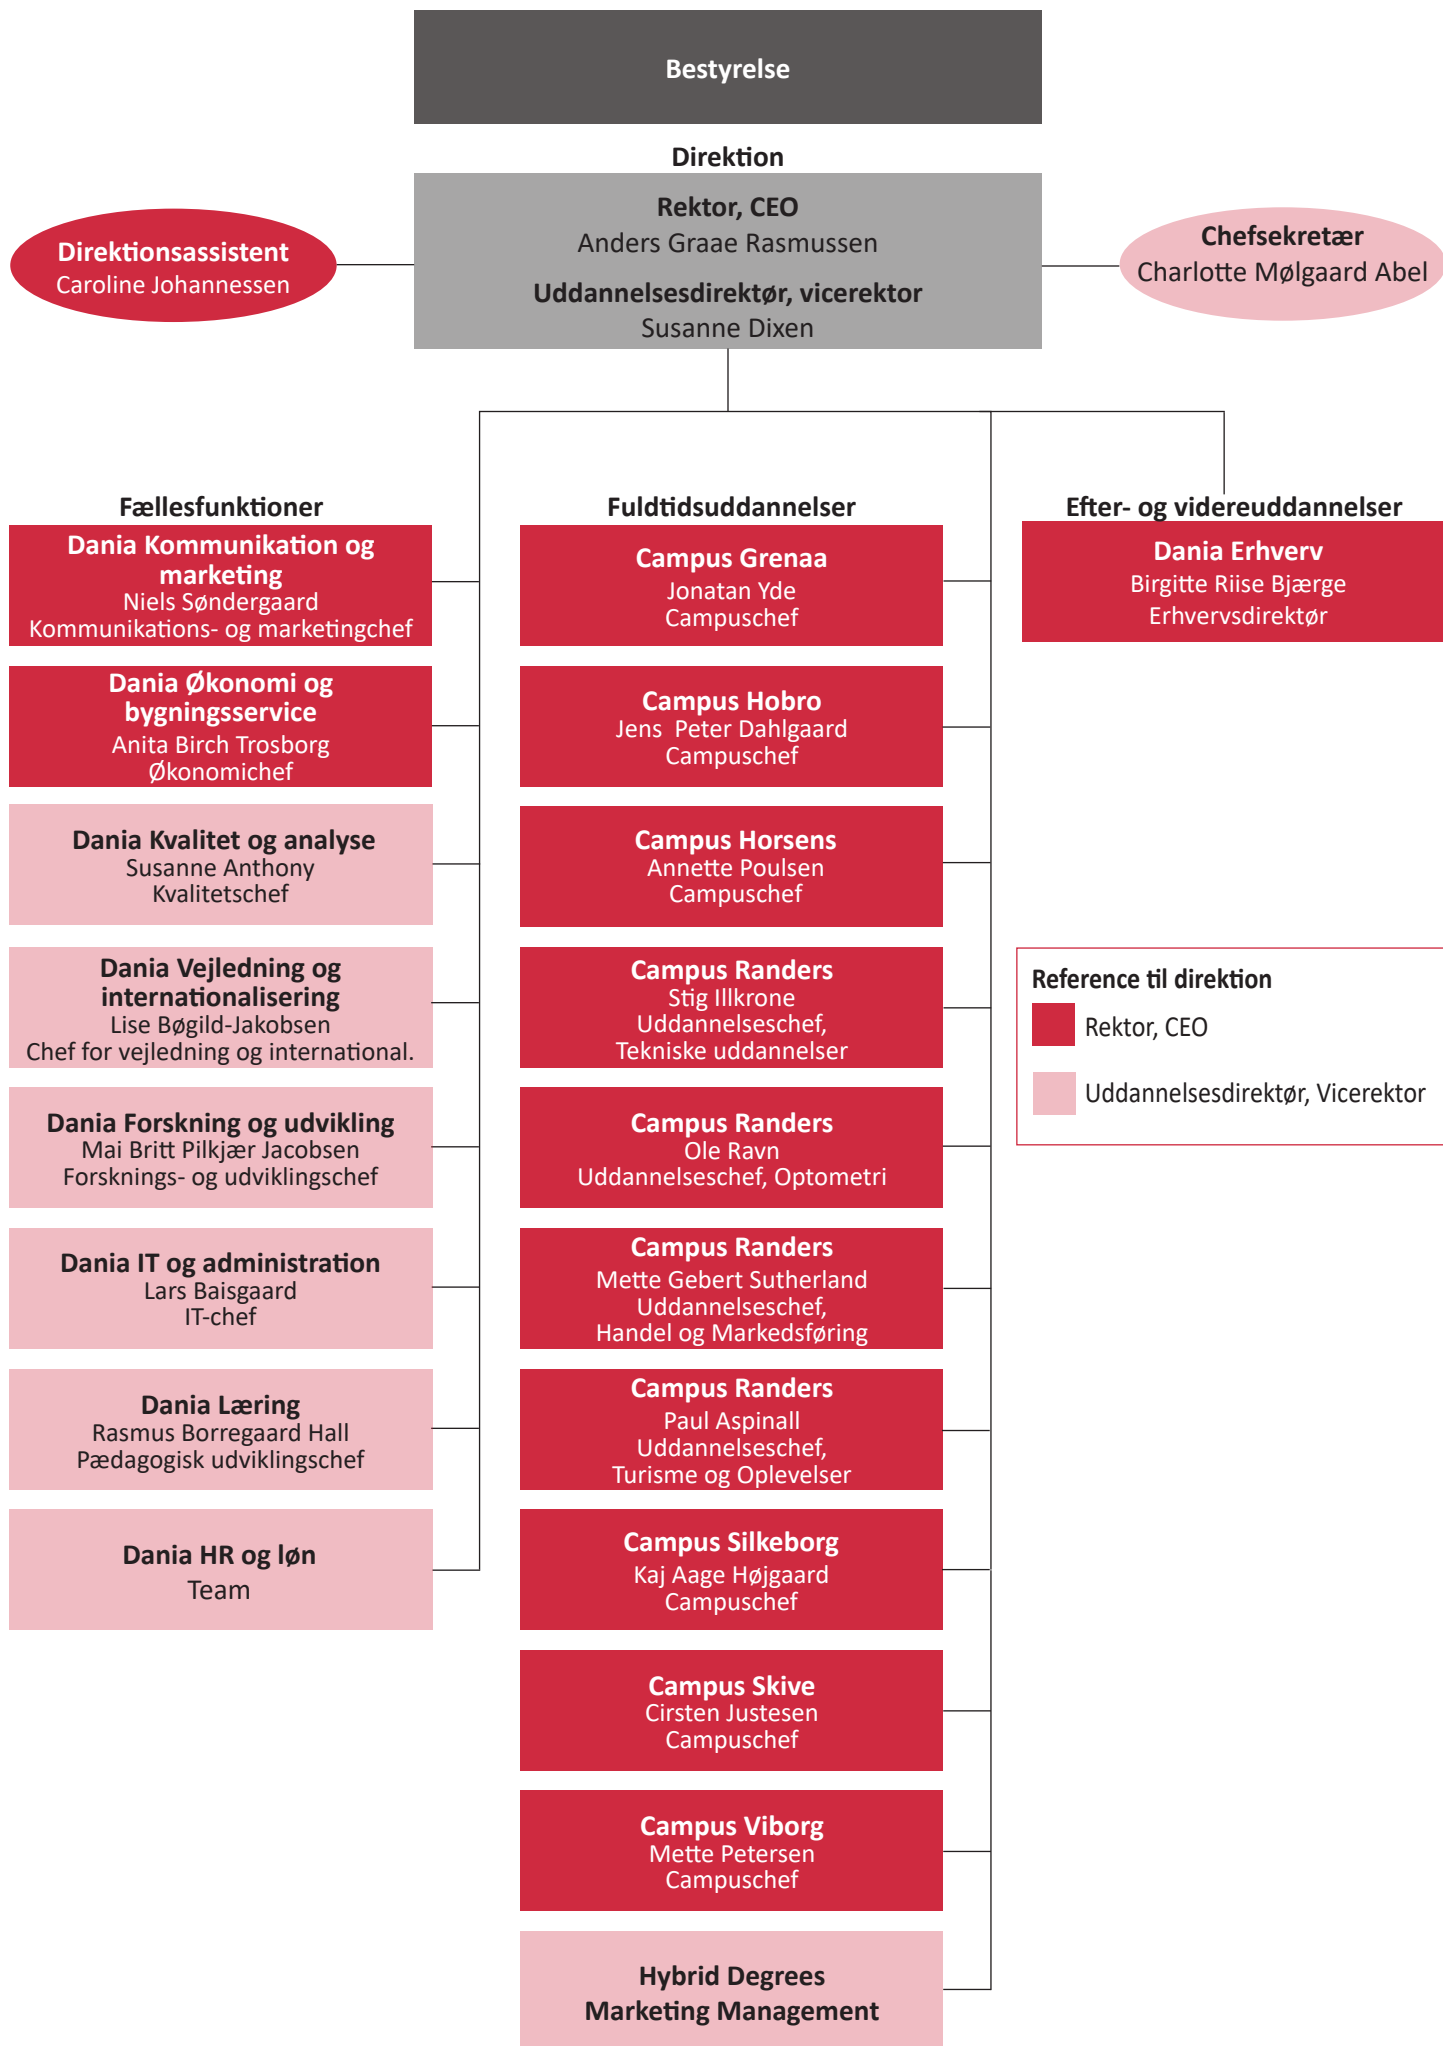 Bestyrelse
Direktion
Rektor, CEO
Anders Graae Rasmussen
Uddannelsesdirektør, vicerektor
Susanne Dixen
Direktionsassistent
Caroline Johannessen
Chefsekretær
Charlotte Mølgaard Abel
Fællesfunktioner
Dania Kommunikation og
marketing
Niels Søndergaard
Kommunikations- og marketingchef
Dania Økonomi og
bygningsservice
Anita Birch Trosborg
Økonomichef
Dania Kvalitet og analyse
Susanne Anthony
Kvalitetschef
Dania Vejledning og
internationalisering
Lise Bøgild-Jakobsen
Chef for vejledning og international.
Dania Forskning og udvikling
Mai Britt Pilkjær Jacobsen
Forsknings- og udviklingschef
Dania IT og administration
Lars Baisgaard
IT-chef
Dania Læring
Rasmus Borregaard Hall
Pædagogisk udviklingschef
Dania HR og løn
Team
Fuldtidsuddannelser
Campus Grenaa
Jonatan Yde
Campuschef
Campus Hobro
Jens  Peter Dahlgaard
Campuschef
Campus Horsens
Annette Poulsen
Campuschef
Campus Randers
Stig Illkrone
Uddannelseschef,
Tekniske uddannelser
Campus Randers
Ole Ravn
Uddannelseschef, Optometri
Campus Randers
Mette Gebert Sutherland
Uddannelseschef,
Handel og Markedsføring
Campus Randers
Paul Aspinall
Uddannelseschef,
Turisme og Oplevelser
Campus Silkeborg
Kaj Aage Højgaard
Campuschef
Campus Skive
Cirsten Justesen
Campuschef
Campus Viborg
Mette Petersen
Campuschef
Hybrid Degrees
Marketing Management
Efter- og videreuddannelser
Dania Erhverv
Birgitte Riise Bjærge
Erhvervsdirektør
Reference til direktion
Rektor, CEO
Uddannelsesdirektør, Vicerektor